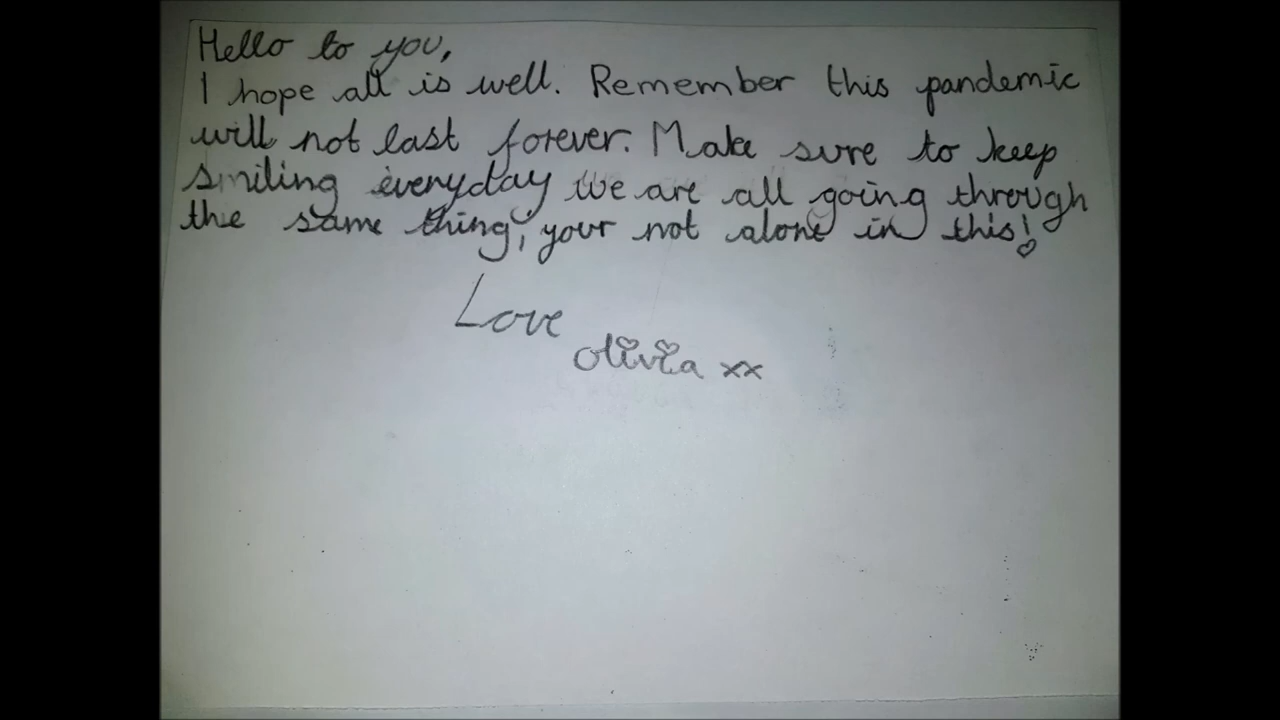 Hello to you,
I hope all is well. Remember this pandemic
will not last forever. Make sure to keep
smiling everyday we are all going through
the same thing, your not alone in this!
Love
Olivia xx